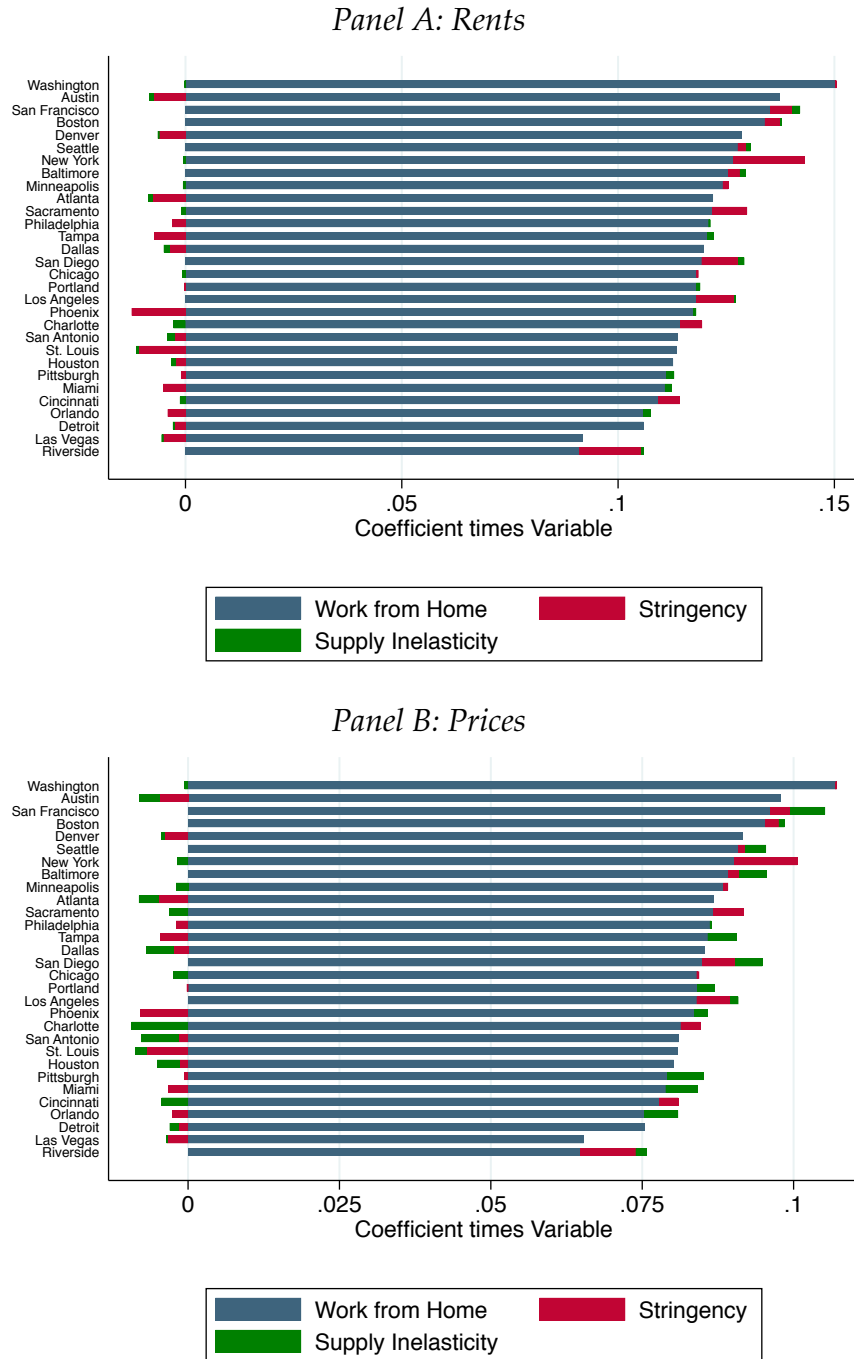 Panel A: Rents
Washington
Austin
San Francisco
Boston
Denver
Seattle
New York
Baltimore
Minneapolis
Atlanta
Sacramento
Philadelphia
Tampa
Dallas
San Diego
Chicago
Portland
Los Angeles
Phoenix
Charlotte
San Antonio
St. Louis
Houston
Pittsburgh
Miami
Cincinnati
Orlando
Detroit
Las Vegas
Riverside
0 .05 .1 .15
Coefficient times Variable
Work from Home Stringency
Supply Inelasticity
Panel B: Prices
Washington
Austin
San Francisco
Boston
Denver
Seattle
New York
Baltimore
Minneapolis
Atlanta
Sacramento
Philadelphia
Tampa
Dallas
San Diego
Chicago
Portland
Los Angeles
Phoenix
Charlotte
San Antonio
St. Louis
Houston
Pittsburgh
Miami
Cincinnati
Orlando
Detroit
Las Vegas
Riverside
0 .025 .05 .075 .1
Coefficient times Variable
Work from Home Stringency
Supply Inelasticity